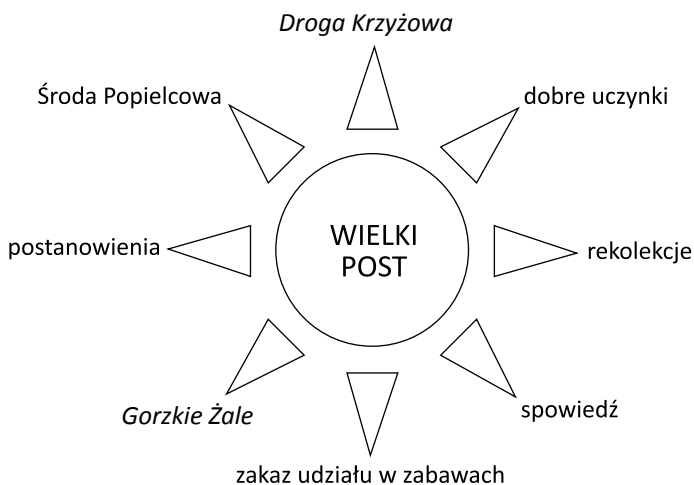 Droga Krzyżowa
Środa Popielcowa
dobre uczynki
postanowienia
WIELKI
POST
rekolekcje
Gorzkie Żale
spowiedź
zakaz udziału w zabawach